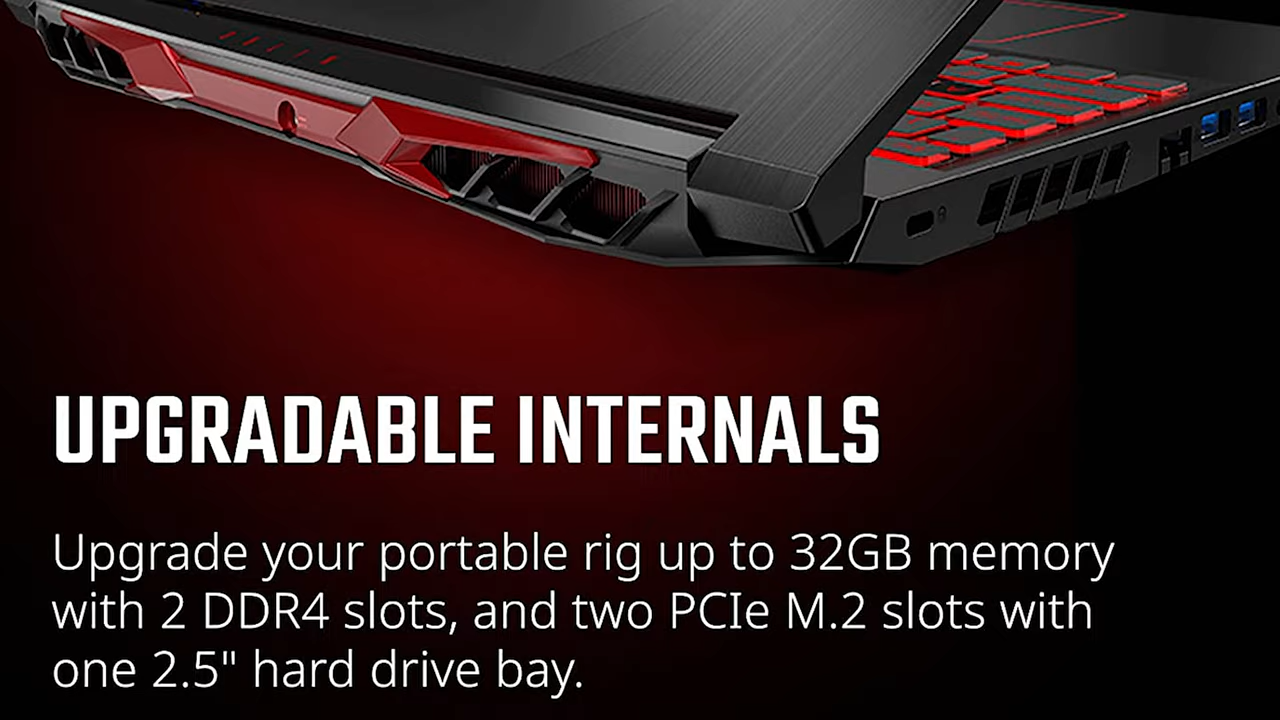 UPGRADABLE INTERNALS
Upgrade your portable rig up to 32GB memory
with 2 DDR4 slots, and two PCIe M.2 slots with
one 2.5" hard drive bay.